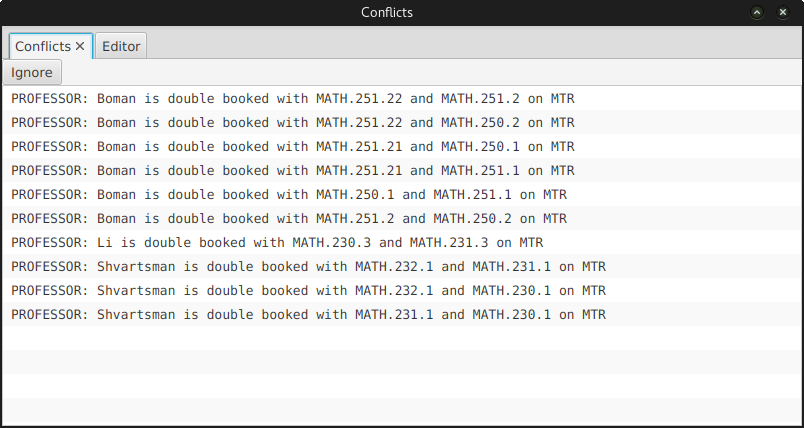 Conflicts
Conflicts
Editor
Ignore
PROFESSOR: Boman is double booked with MATH.251.22 and MATH.251.2 on MTR
PROFESSOR: Boman is double booked with MATH.251.22 and MATH.250.2 on MTR
PROFESSOR: Boman is double booked with MATH.251.21 and MATH.250.1 on MTR
PROFESSOR: Boman is double booked with MATH.251.21 and MATH.251.1 on MTR
PROFESSOR: Boman is double booked with MATH.250.1 and MATH.251.1 on MTR
PROFESSOR: Boman is double booked with MATH.251.2 and MATH.250.2 on MTR
PROFESSOR: Li is double booked with MATH.230.3 and MATH.231.3 on MTR
PROFESSOR: Shvartsman is double booked with MATH.232.1 and MATH.231.1 on MTR
PROFESSOR: Shvartsman is double booked with MATH.232.1 and MATH.230.1 on MTR
PROFESSOR: Shvartsman is double booked with MATH.231.1 and MATH.230.1 on MTR